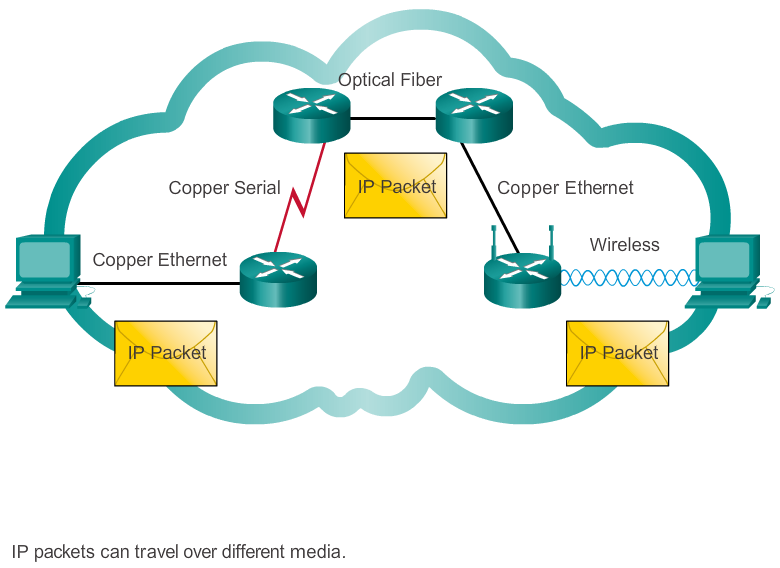 Optical Fiber
Copper Serial
IP Packet
Copper Ethernet
Copper Ethernet
Wireless
IP Packet
IP Packet
IP packets can travel over different media.